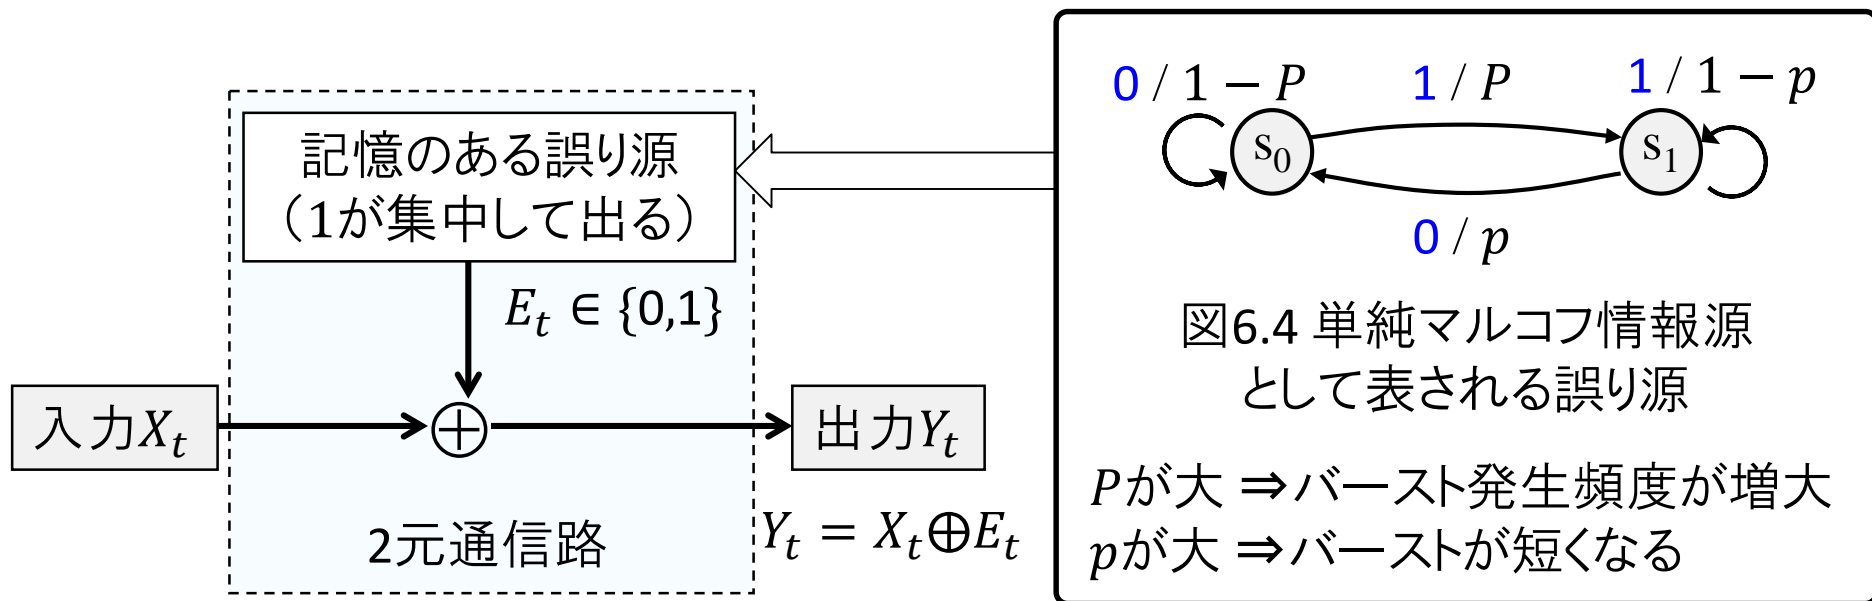 記憶のある誤り源
（1が集中して出る）
E_t ∈ {0,1}
入力X_t
⊕
出力Y_t
2元通信路
Y_t = X_t⊕E_t
0 / 1 − P
1 / P
1 / 1 − p
s_0
s_1
0 / p
図6.4 単純マルコフ情報源
として表される誤り源
Pが大 ⇒バースト発生頻度が増大
pが大 ⇒バーストが短くなる